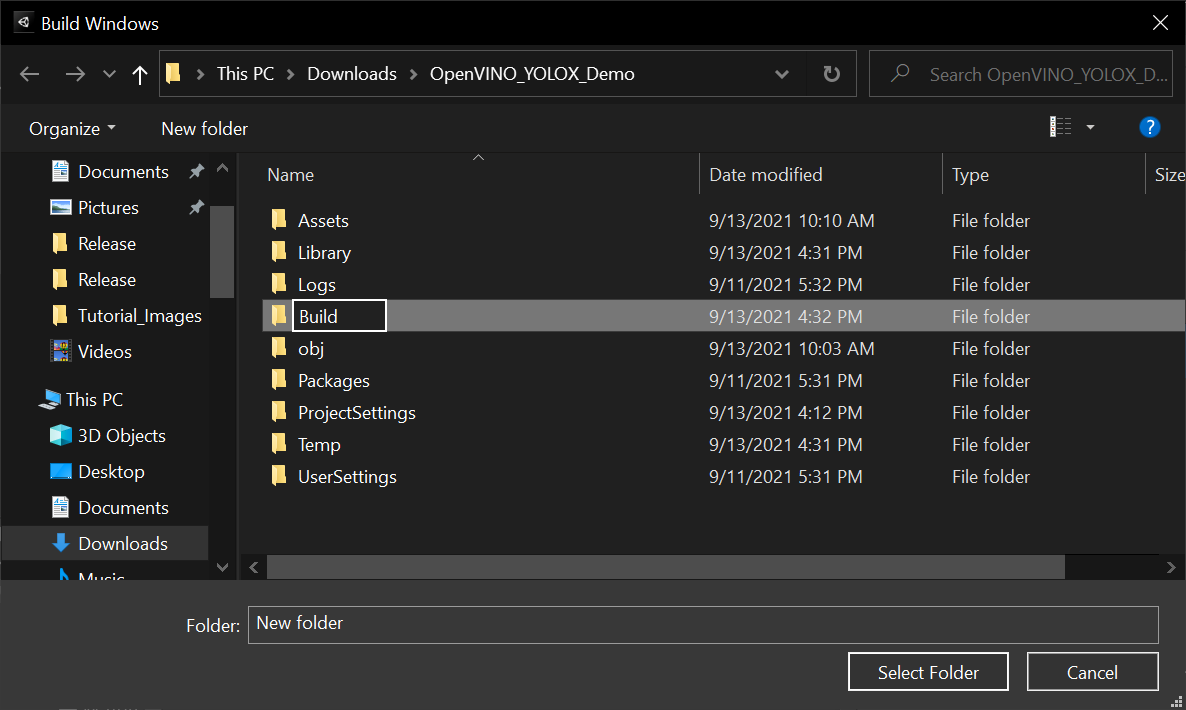 Build Windows
This PC Downloads OpenVINO_YOLOX_Demo Search OpenVINO_YOLOX_D...
Organize New folder ?
Documents
Pictures
Release
Release
Tutorial_Images
Videos
This PC
3D Objects
Desktop
Documents
Downloads
Music
Name Date modified Type Size
Assets 9/13/2021 10:10 AM File folder
Library 9/13/2021 4:31 PM File folder
Logs 9/11/2021 5:32 PM File folder
Build 9/13/2021 4:32 PM File folder
obj 9/13/2021 10:03 AM File folder
Packages 9/11/2021 5:31 PM File folder
ProjectSettings 9/13/2021 4:12 PM File folder
Temp 9/13/2021 4:31 PM File folder
UserSettings 9/11/2021 5:31 PM File folder
Folder: New folder
Select Folder Cancel